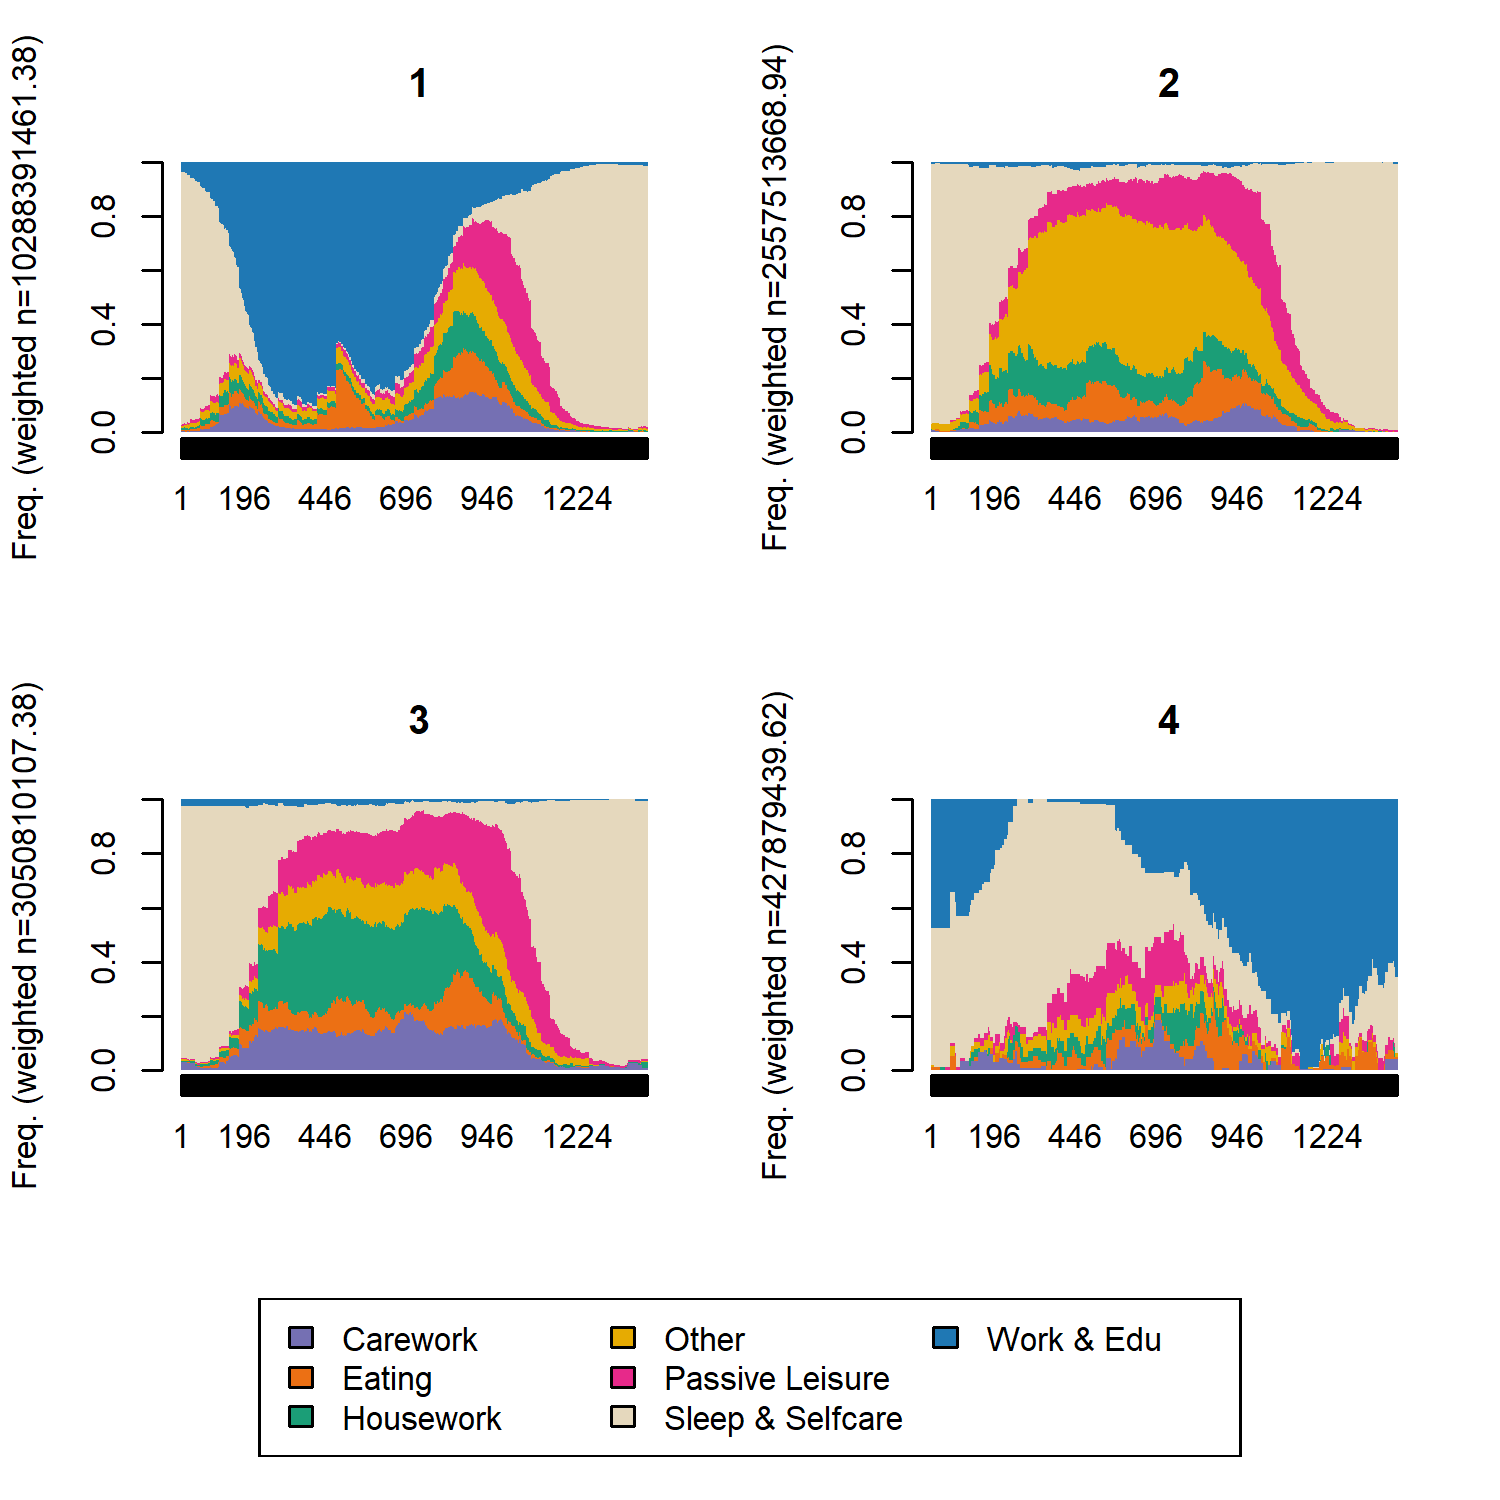 1
Freq. (weighted n=10288391461.38)
0.0 0.4 0.8
1 196 446 696 946 1224
2
Freq. (weighted n=2557513668.94)
0.0 0.4 0.8
1 196 446 696 946 1224
3
Freq. (weighted n=3050810107.38)
0.0 0.4 0.8
1 196 446 696 946 1224
4
Freq. (weighted n=427879439.62)
0.0 0.4 0.8
1 196 446 696 946 1224
Carework
Eating
Housework
Other
Passive Leisure
Sleep & Selfcare
Work & Edu